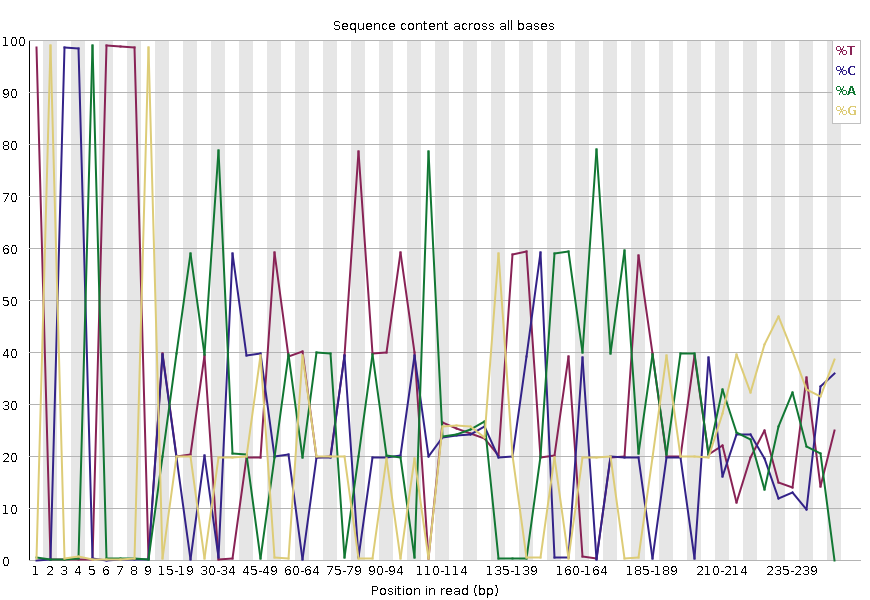 Sequence content across all bases
100
90
80
70
60
50
40
30
20
10
0
%T
%C
%A
%G
1 2 3 4 5 6 7 8 9 15-19 30-34 45-49 60-64 75-79 90-94 110-114 135-139 160-164 185-189 210-214 235-239
Position in read (bp)